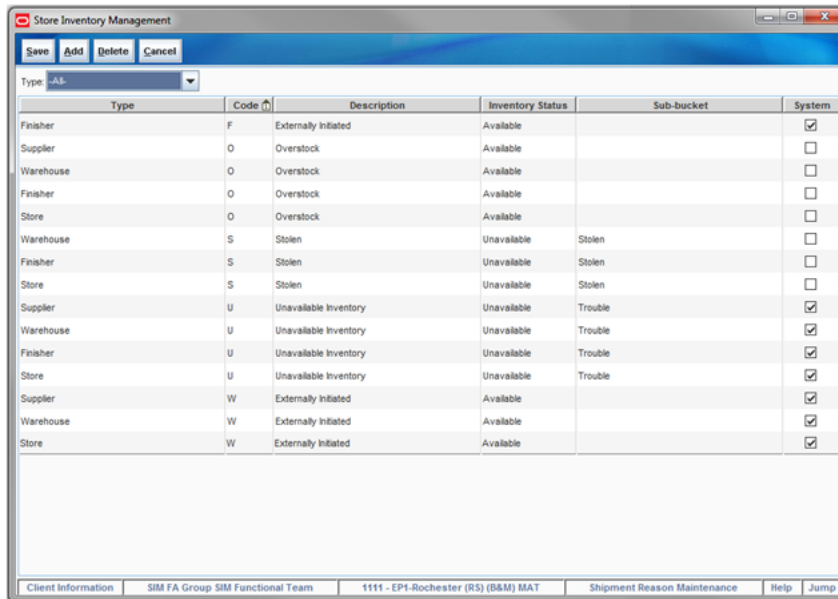 Store Inventory Management
Save Add Delete Cancel
Type: -All-
Type Code Description Inventory Status Sub-bucket System
Finisher F Externally Initiated Available
Supplier O Overstock Available
Warehouse O Overstock Available
Finisher O Overstock Available
Store O Overstock Available
Warehouse S Stolen Unavailable Stolen
Finisher S Stolen Unavailable Stolen
Store S Stolen Unavailable Stolen
Supplier U Unavailable Inventory Unavailable Trouble
Warehouse U Unavailable Inventory Unavailable Trouble
Finisher U Unavailable Inventory Unavailable Trouble
Store U Unavailable Inventory Unavailable Trouble
Supplier W Externally Initiated Available
Warehouse W Externally Initiated Available
Store W Externally Initiated Available
Client Information SIM FA Group SIM Functional Team 1111 - EP1-Rochester (RS) (B&M) MAT Shipment Reason Maintenance Help Jump